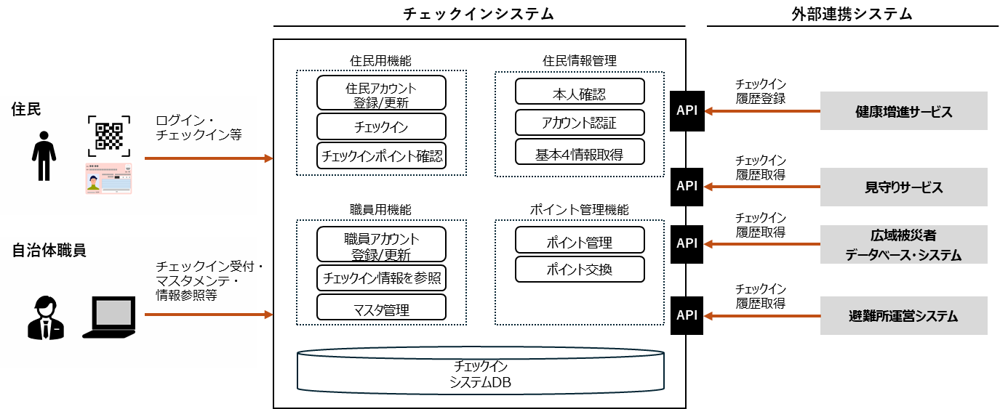 チェックインシステム
外部連携システム
住民
ログイン・
チェックイン等
自治体職員
チェックイン受付・
マスタメンテ・
情報参照等
住民用機能
住民アカウント
登録/更新
チェックイン
チェックインポイント確認
住民情報管理
本人確認
アカウント認証
基本4情報取得
職員用機能
職員アカウント
登録/更新
チェックイン情報を参照
マスタ管理
ポイント管理機能
ポイント管理
ポイント交換
チェックイン
システムDB
API
チェックイン
履歴登録
健康増進サービス
API
チェックイン
履歴取得
見守りサービス
API
チェックイン
履歴取得
広域被災者
データベース・システム
API
チェックイン
履歴取得
避難所運営システム